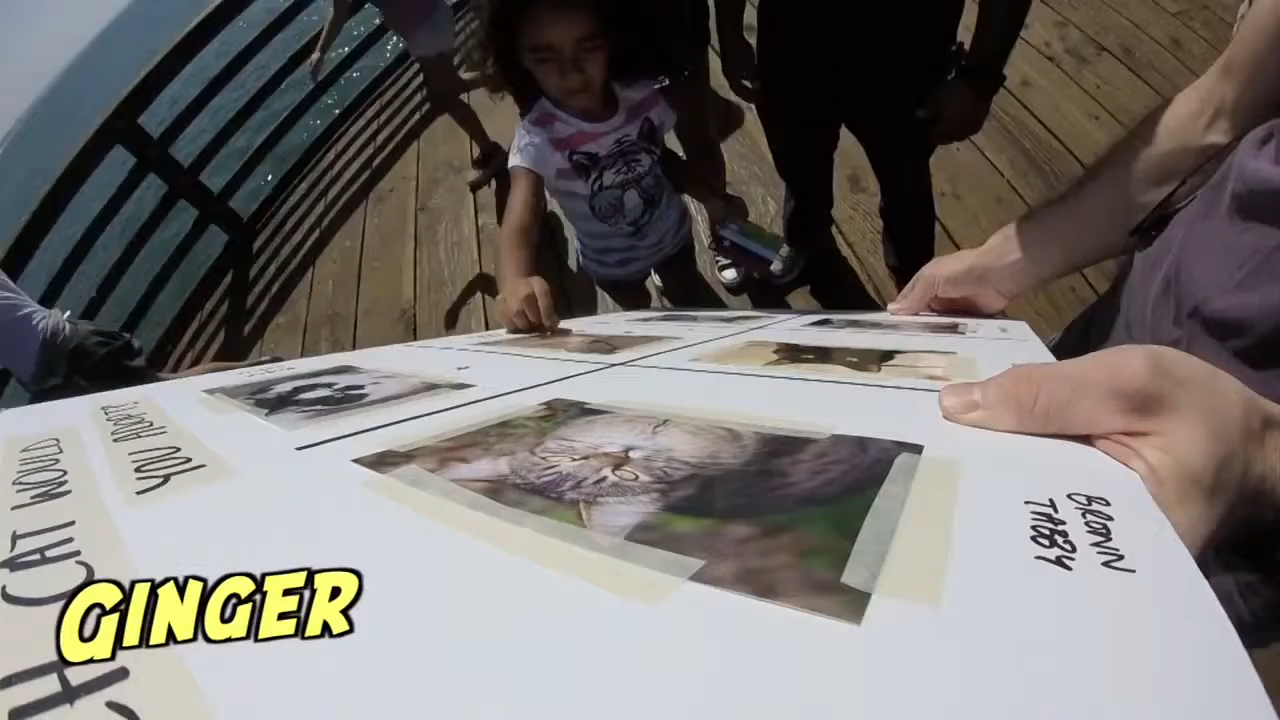 H CAT WOULD
YOU ADOPT?
BROWN
TABBY
GINGER